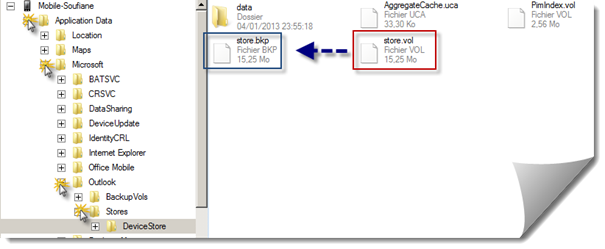 Mobile-Soufiane
Application Data
Location
Maps
Microsoft
BATSVC
CRSVC
DataSharing
DeviceUpdate
IdentityCRL
Internet Explorer
Office Mobile
Outlook
BackupVols
Stores
DeviceStore
data
Dossier
04/01/2013 23:55:18
AggregateCache.uca
Fichier UCA
33,30 Ko
PimIndex.vol
Fichier VOL
2,56 Mo
store.bkp
Fichier BKP
15,25 Mo
store.vol
Fichier VOL
15,25 Mo